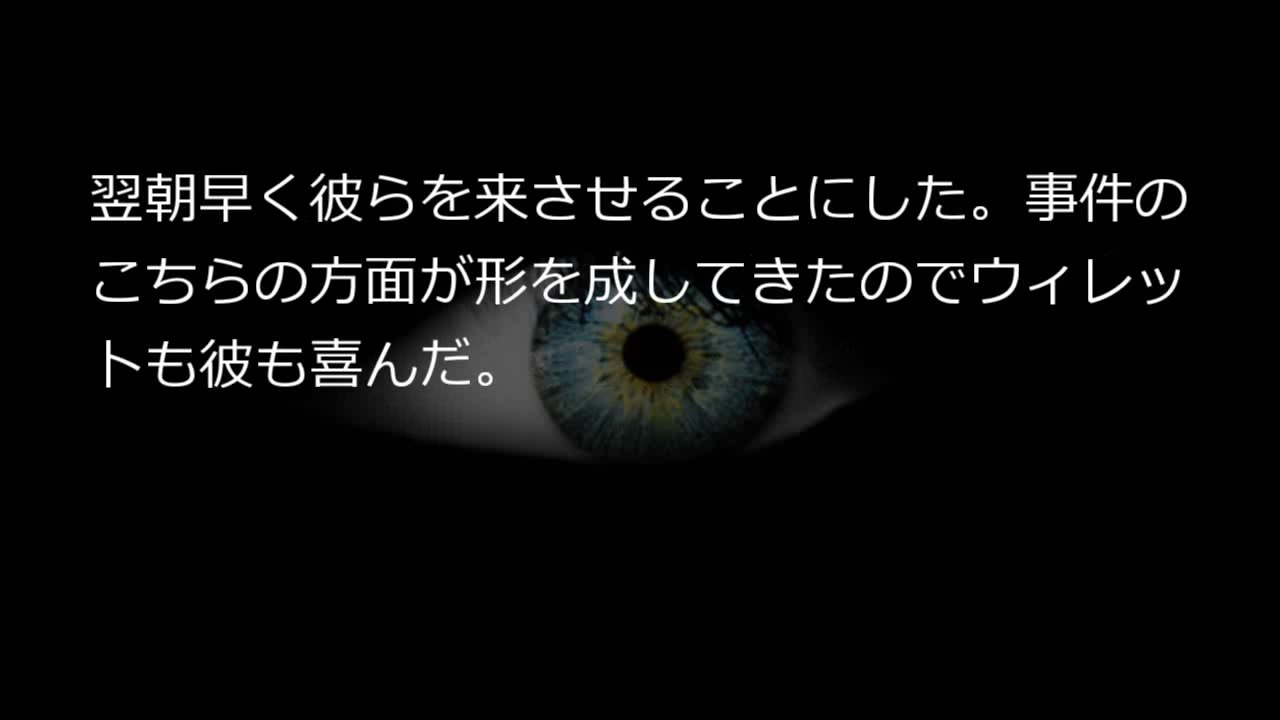 翌朝早く彼らを来させることにした。事件の
こちらの方面が形を成してきたのでウィレッ
トも彼も喜んだ。